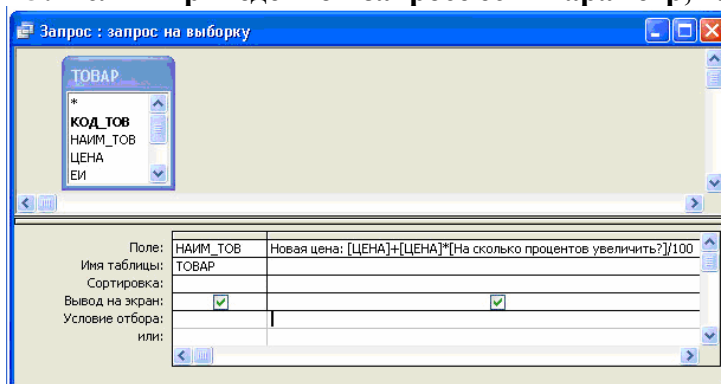 Запрос : запрос на выборку
ТОВАР
*
КОД_ТОВ
НАИМ_ТОВ
ЦЕНА
ЕИ
Поле: НАИМ_ТОВ Новая цена: [ЦЕНА]+[ЦЕНА]*[На сколько процентов увеличить?]/100
Имя таблицы: ТОВАР
Сортировка:
Вывод на экран:
Условие отбора:
или: